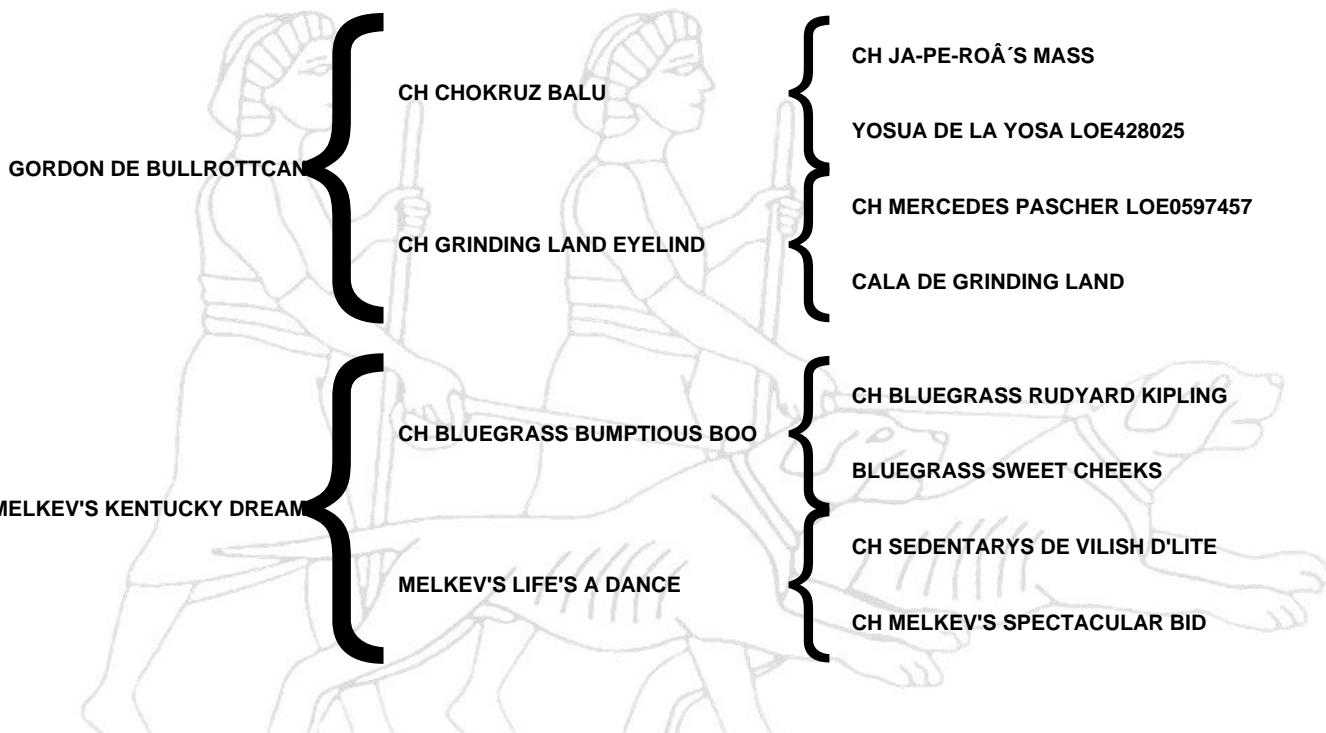 GORDON DE BULLROTTCAN
CH CHOKRUZ BALU
CH JA-PE-ROÂ´S MASS
YOSUA DE LA YOSA LOE428025
CH GRINDING LAND EYELIND
CH MERCEDES PASCHER LOE0597457
CALA DE GRINDING LAND
MELKEV'S KENTUCKY DREAM
CH BLUEGRASS BUMPTIOUS BOO
CH BLUEGRASS RUDYARD KIPLING
BLUEGRASS SWEET CHEEKS
MELKEV'S LIFE'S A DANCE
CH SEDENTARYS DE VILISH D'LITE
CH MELKEV'S SPECTACULAR BID